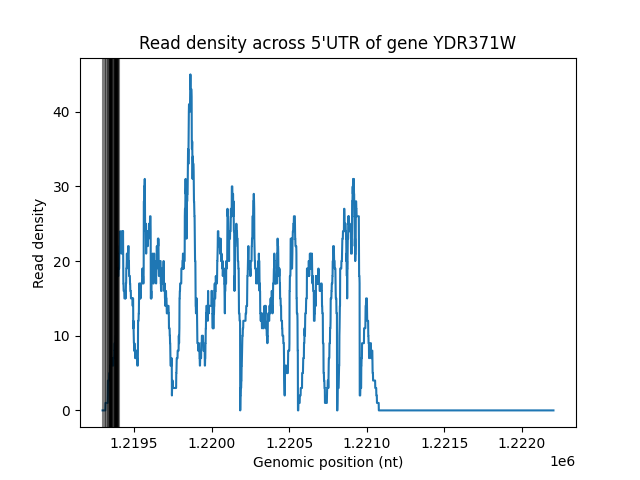 Read density across 5'UTR of gene YDR371W
Read density
40
30
20
10
0
1.2195 1.2200 1.2205 1.2210 1.2215 1.2220
Genomic position (nt)
1e6